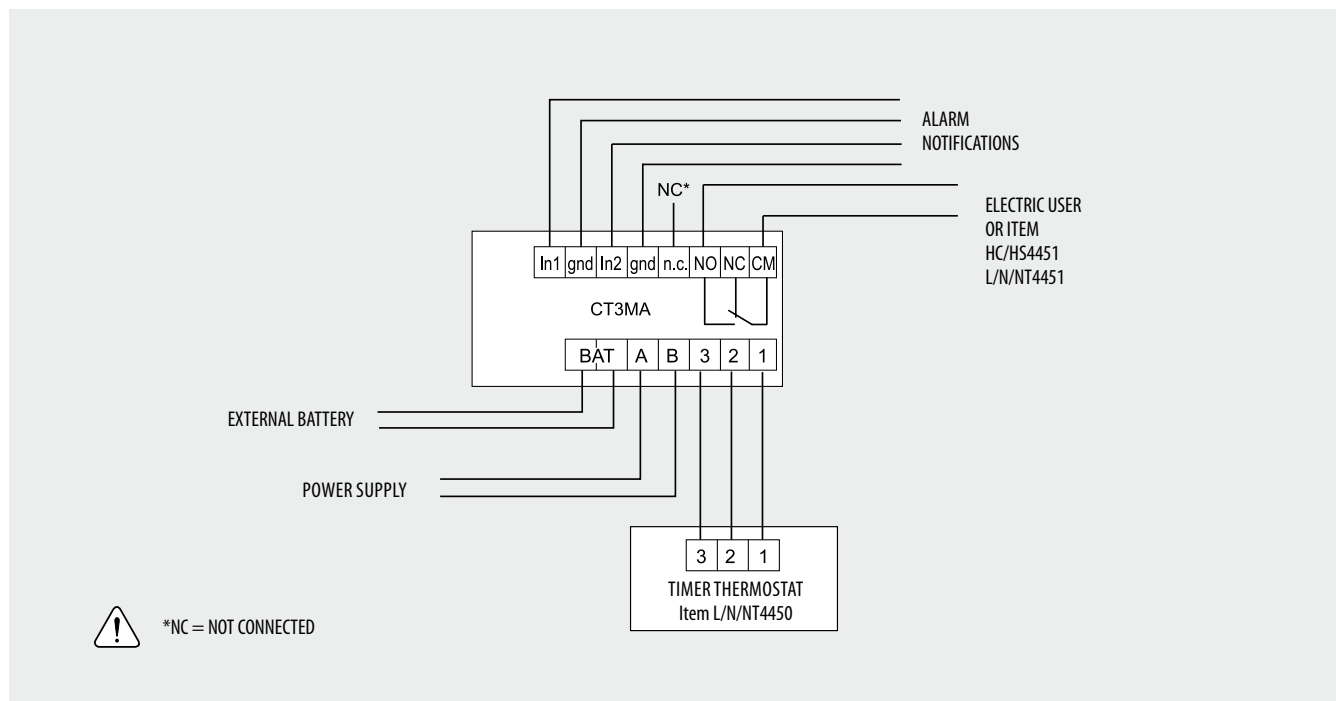 ALARM
NOTIFICATIONS
NC*
ELECTRIC USER
OR ITEM
HC/HS4451
L/N/NT4451
In1 gnd In2 gnd n.c. NO NC CM
CT3MA
BAT A B 3 2 1
EXTERNAL BATTERY
POWER SUPPLY
3 2 1
TIMER THERMOSTAT
Item L/N/NT4450
*NC = NOT CONNECTED